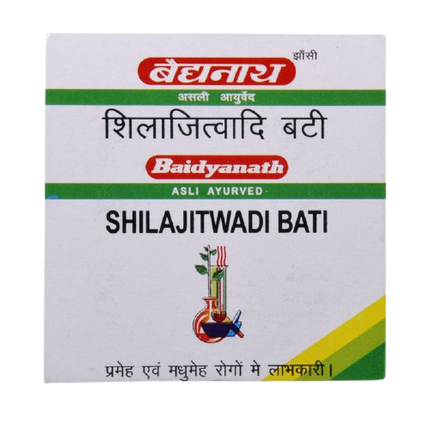 बैद्यनाथ
झाँसी
असली आयुर्वेद
शिलाजित्वादि बटी
Baidyanath
ASLI AYURVED
SHILAJITWADI BATI
प्रमेह एवं मधुमेह रोगों मे लाभकारी।